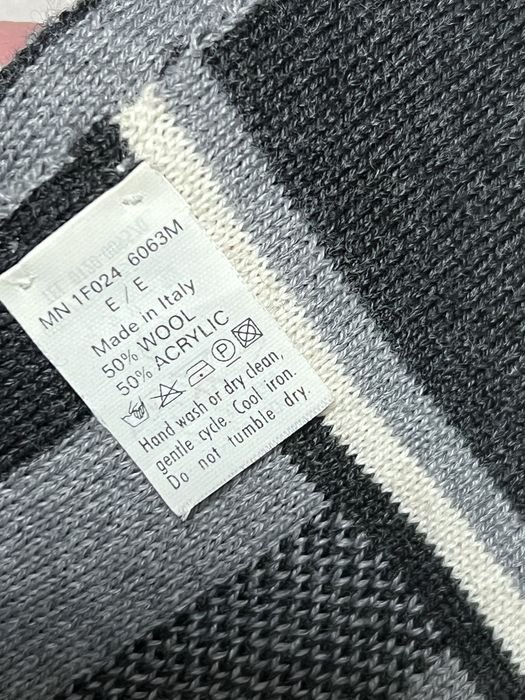 MN 1F024 6063M
E / E
Made in Italy
50% WOOL
50% ACRYLIC
P
Hand wash or dry clean,
gentle cycle. Cool iron.
Do not tumble dry.